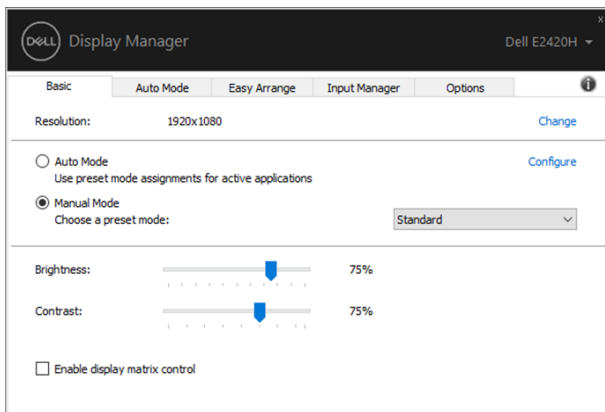 x
DELL Display Manager Dell E2420H
Basic Auto Mode Easy Arrange Input Manager Options i
Resolution: 1920x1080 Change
Auto Mode Configure
Use preset mode assignments for active applications
Manual Mode
Choose a preset mode: Standard
Brightness: 75%
Contrast: 75%
Enable display matrix control